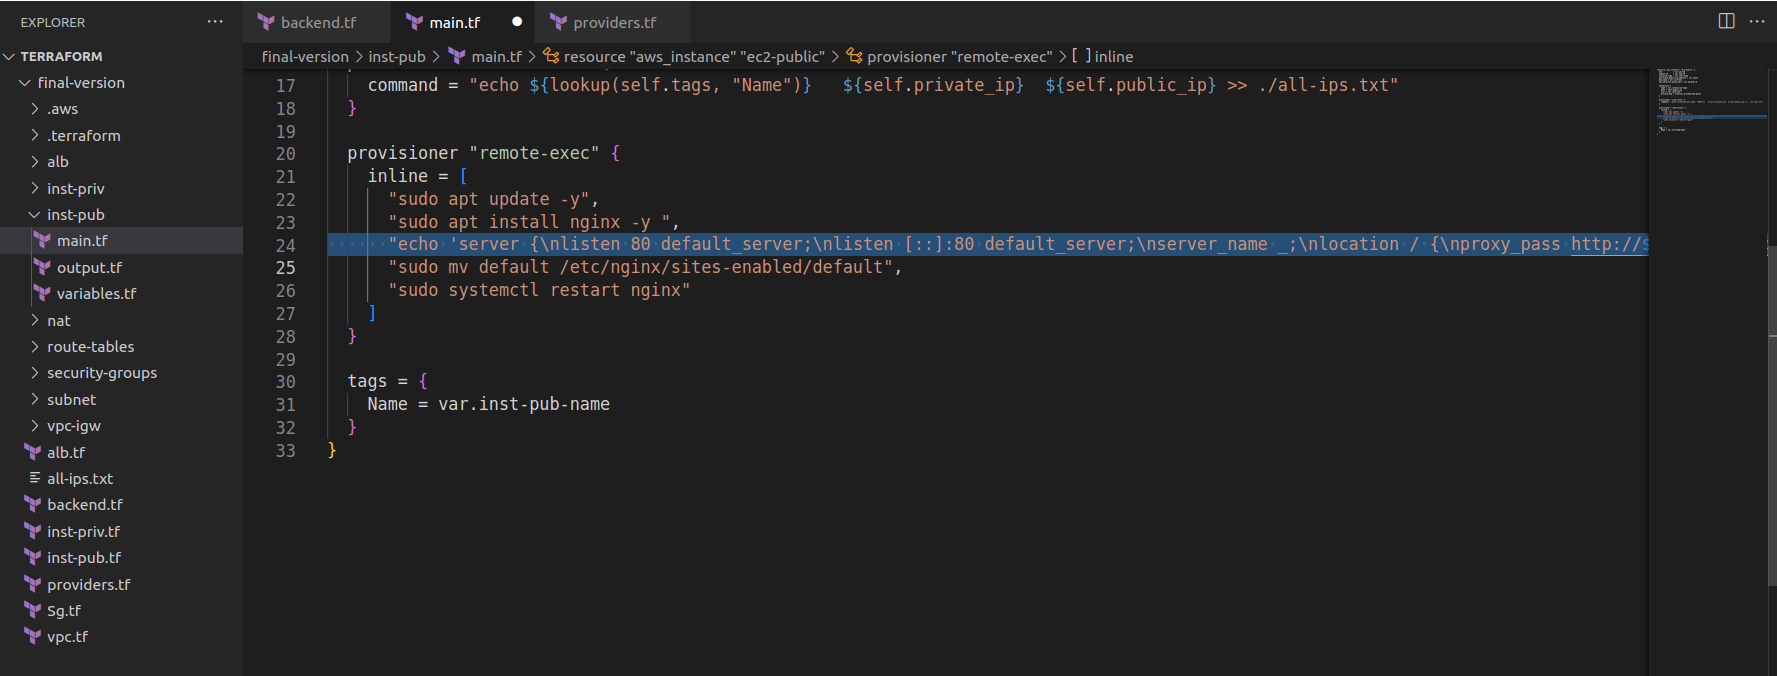 EXPLORER
···
TERRAFORM
final-version
.aws
.terraform
alb
inst-priv
inst-pub
main.tf
output.tf
variables.tf
nat
route-tables
security-groups
subnet
vpc-igw
alb.tf
all-ips.txt
backend.tf
inst-priv.tf
inst-pub.tf
providers.tf
Sg.tf
vpc.tf
backend.tf main.tf providers.tf
final-version > inst-pub > main.tf > resource "aws_instance" "ec2-public" > provisioner "remote-exec" > [ ] inline
17 command = "echo ${lookup(self.tags, "Name")}   ${self.private_ip}  ${self.public_ip} >> ./all-ips.txt"
18 }
19
20 provisioner "remote-exec" {
21 inline = [
22 "sudo apt update -y",
23 "sudo apt install nginx -y ",
24 "echo 'server {\nlisten 80 default_server;\nlisten [::]:80 default_server;\nserver_name _;\nlocation / {\nproxy_pass http://$
25 "sudo mv default /etc/nginx/sites-enabled/default",
26 "sudo systemctl restart nginx"
27 ]
28 }
29
30 tags = {
31 Name = var.inst-pub-name
32 }
33 }